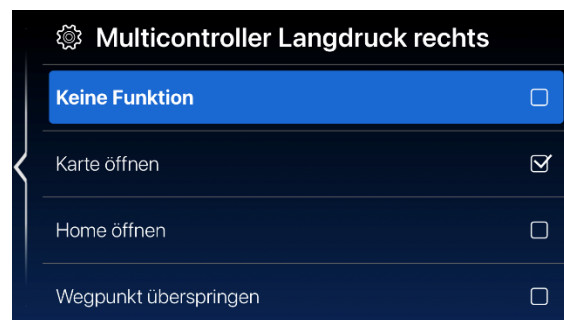 Multicontroller Langdruck rechts
Keine Funktion
Karte öffnen
Home öffnen
Wegpunkt überspringen